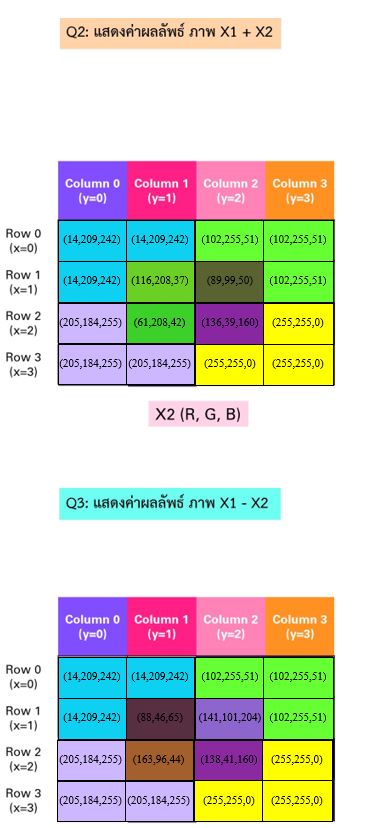 Q2: แสดงค่าผลลัพธ์ ภาพ X1 + X2
Column 0 Column 1 Column 2 Column 3
(y=0) (y=1) (y=2) (y=3)
Row 0
(x=0)
(14,209,242) (14,209,242) (102,255,51) (102,255,51)
Row 1
(x=1)
(14,209,242) (116,208,37) (89,99,50) (102,255,51)
Row 2
(x=2)
(205,184,255) (61,208,42) (136,39,160) (255,255,0)
Row 3
(x=3)
(205,184,255) (205,184,255) (255,255,0) (255,255,0)
X2 (R, G, B)
Q3: แสดงค่าผลลัพธ์ ภาพ X1 - X2
Column 0 Column 1 Column 2 Column 3
(y=0) (y=1) (y=2) (y=3)
Row 0
(x=0)
(14,209,242) (14,209,242) (102,255,51) (102,255,51)
Row 1
(x=1)
(14,209,242) (88,46,65) (141,101,204) (102,255,51)
Row 2
(x=2)
(205,184,255) (163,96,44) (138,41,160) (255,255,0)
Row 3
(x=3)
(205,184,255) (205,184,255) (255,255,0) (255,255,0)